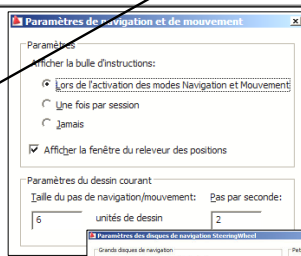 Paramètres de navigation et de mouvement
Paramètres
Afficher la bulle d'instructions:
Lors de l'activation des modes Navigation et Mouvement
Une fois par session
Jamais
Afficher la fenêtre du releveur des positions
Paramètres du dessin courant
Taille du pas de navigation/mouvement: Pas par seconde:
6 unités de dessin 2
Paramètres des disques de navigation SteeringWheel
Grands disques de navigation